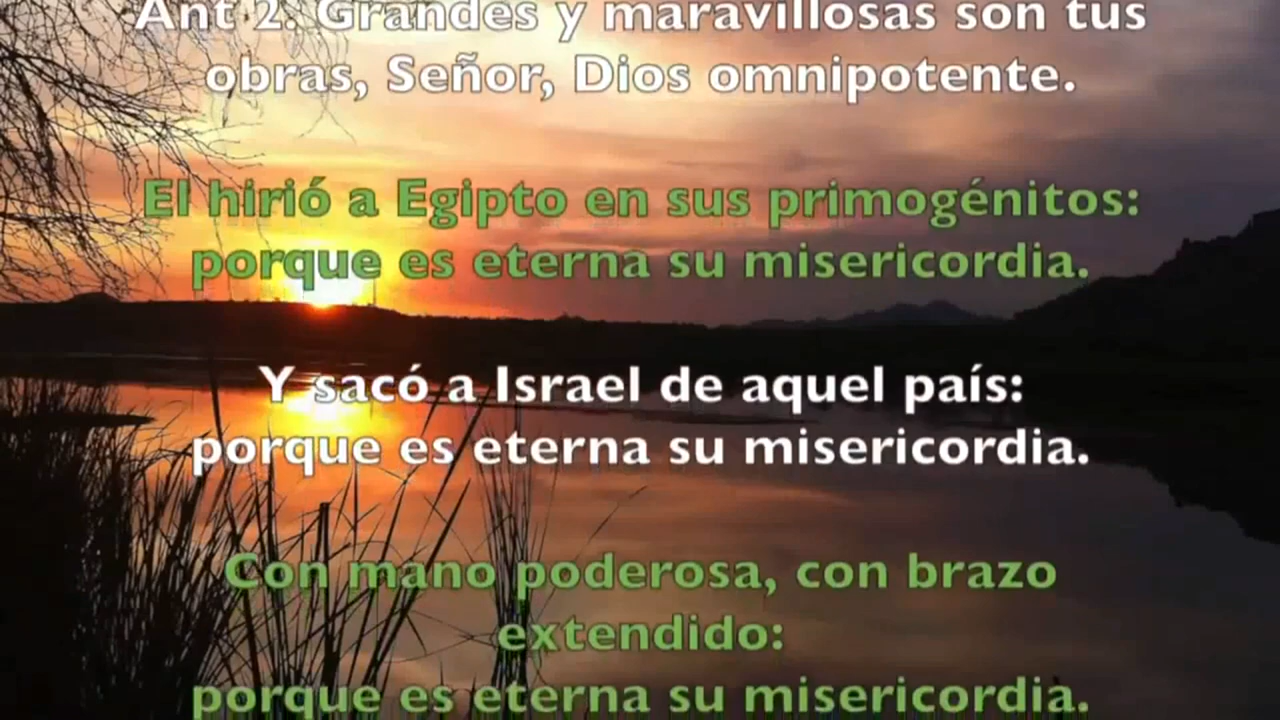 Ant 2. Grandes y maravillosas son tus
obras, Señor, Dios omnipotente.
El hirió a Egipto en sus primogénitos:
porque es eterna su misericordia.
Y sacó a Israel de aquel país:
porque es eterna su misericordia.
Con mano poderosa, con brazo
extendido:
porque es eterna su misericordia.